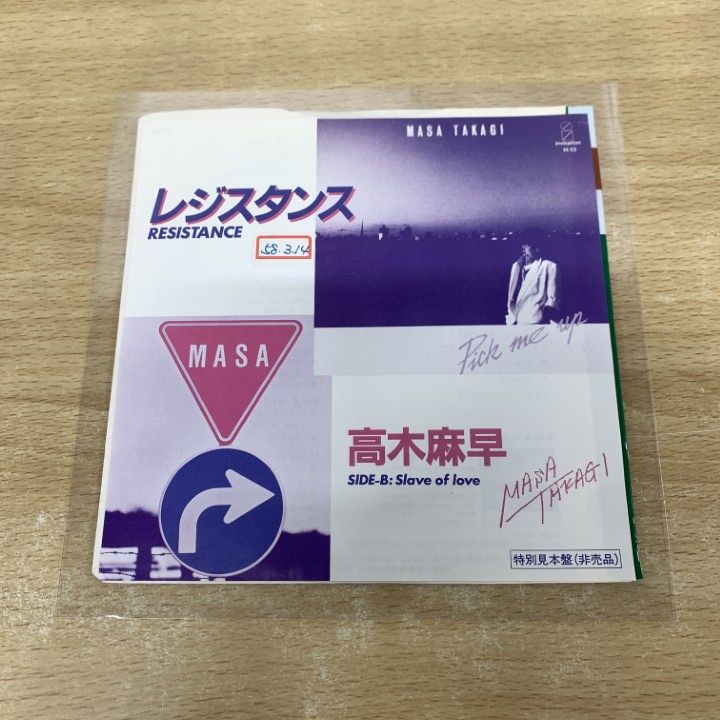 MASA TAKAGI
invitation
レジスタンス
RESISTANCE
58.3.14
MASA
Pick me up
高木麻早
SIDE-B: Slave of love
MASA
TAKAGI
特別見本盤(非売品)